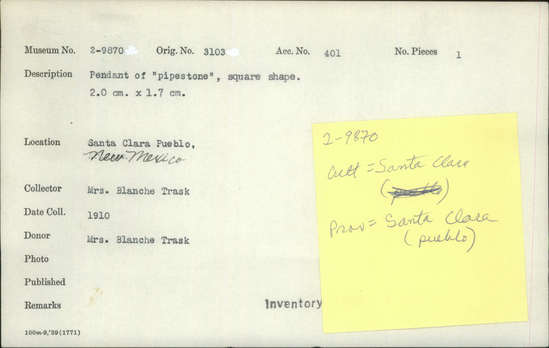 Museum No. 2-9870 Orig. No. 3103 Acc. No. 401 No. Pieces 1
Description Pendant of "pipestone", square shape.
2.0 cm. x 1.7 cm.
Location Santa Clara Pueblo,
New Mexico
Collector Mrs. Blanche Trask
Date Coll. 1910
Donor Mrs. Blanche Trask
Photo
Published
Remarks Inventory
100m-9,'39(1771)
2-9870
Cult = Santa Clara
(pueblo)
Prov = Santa Clara
(pueblo)